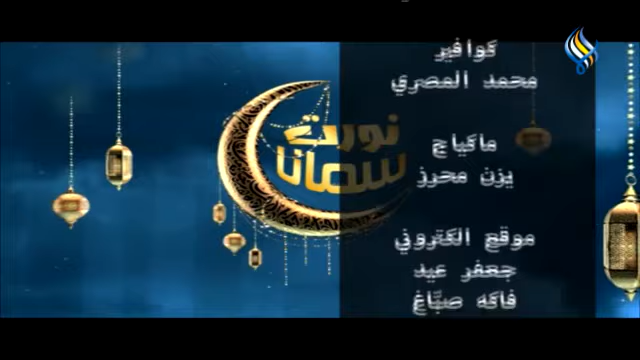 كوافير
محمد المصري
ماكياج
يزن محرز
موقع الكتروني
جعفر عيد
فاكه صبّاغ
نورت
سمانا